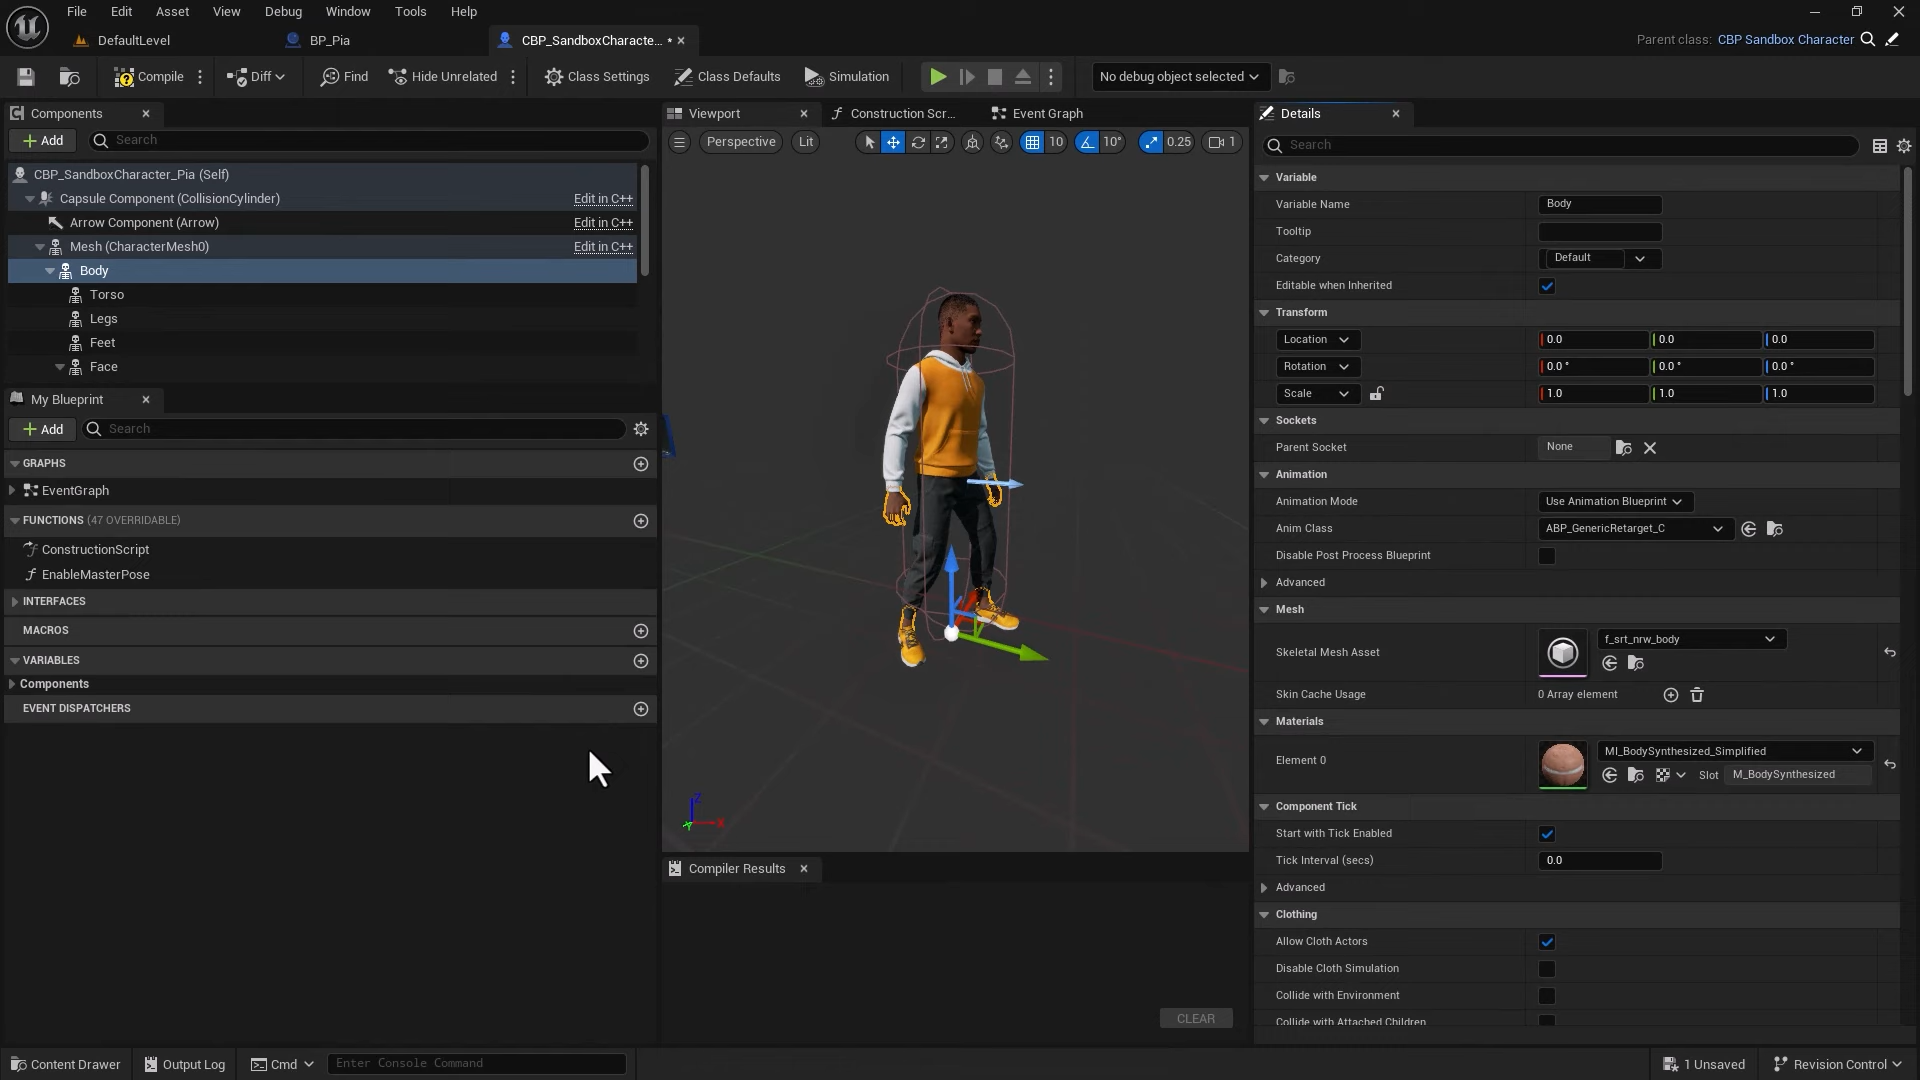 File Edit Asset View Debug Window Tools Help
DefaultLevel BP_Pia CBP_SandboxCharacte... * Parent class: CBP Sandbox Character
Compile Diff Find Hide Unrelated Class Settings Class Defaults Simulation No debug object selected
Components Viewport Construction Scr... Event Graph Details
Add Search Perspective Lit 10 10° 0.25 1 Search
CBP_SandboxCharacter_Pia (Self)
Capsule Component (CollisionCylinder) Edit in C++
Arrow Component (Arrow) Edit in C++
Mesh (CharacterMesh0) Edit in C++
Body
Torso
Legs
Feet
Face
My Blueprint
Add Search
GRAPHS
EventGraph
FUNCTIONS (47 OVERRIDABLE)
ConstructionScript
EnableMasterPose
INTERFACES
MACROS
VARIABLES
Components
EVENT DISPATCHERS
Z
X
Y
Compiler Results
CLEAR
Variable
Variable Name Body
Tooltip
Category Default
Editable when Inherited
Transform
Location 0.0 0.0 0.0
Rotation 0.0 ° 0.0 ° 0.0 °
Scale 1.0 1.0 1.0
Sockets
Parent Socket None
Animation
Animation Mode Use Animation Blueprint
Anim Class ABP_GenericRetarget_C
Disable Post Process Blueprint
Advanced
Mesh
Skeletal Mesh Asset f_srt_nrw_body
Skin Cache Usage 0 Array element
Materials
Element 0 MI_BodySynthesized_Simplified
Slot M_BodySynthesized
Component Tick
Start with Tick Enabled
Tick Interval (secs) 0.0
Advanced
Clothing
Allow Cloth Actors
Disable Cloth Simulation
Collide with Environment
Collide with Attached Children
Content Drawer Output Log Cmd Enter Console Command 1 Unsaved Revision Control